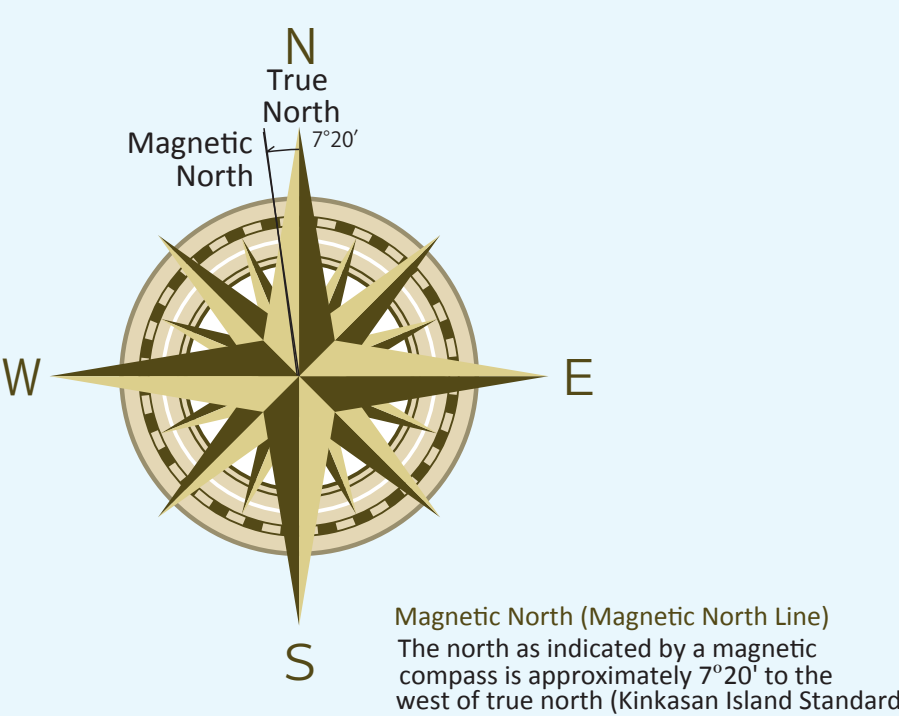 N
True
North
7°20′
Magnetic
North
W
E
S
Magnetic North (Magnetic North Line)
The north as indicated by a magnetic
compass is approximately 7°20' to the
west of true north (Kinkasan Island Standard